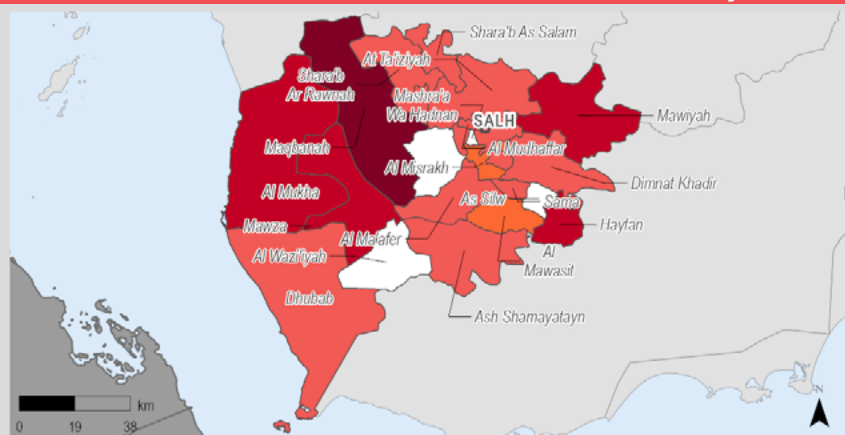 Shara'b As Salam
At Ta'iziyah
Shara'b
Ar Rawnah
Mashra'a
Wa Hadnan
SALH
Mawiyah
Maqbanah
Al Mudhaffar
Al Misrakh
Dimnat Khadir
Al Mukha
As Silw
Sama
Mawza
Hayfan
Al Ma'afer
Al Wazi'iyah
Al
Mawasit
Dhubab
Ash Shamayatayn
km
0 19 38
N